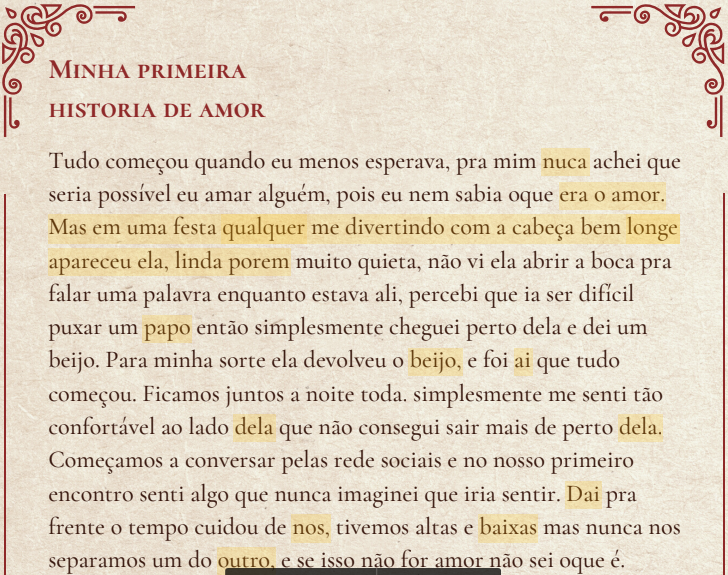 Minha primeira
historia de amor
Tudo começou quando eu menos esperava, pra mim nuca achei que
seria possível eu amar alguém, pois eu nem sabia oque era o amor.
Mas em uma festa qualquer me divertindo com a cabeça bem longe
apareceu ela, linda porem muito quieta, não vi ela abrir a boca pra
falar uma palavra enquanto estava ali, percebi que ia ser difícil
puxar um papo então simplesmente cheguei perto dela e dei um
beijo. Para minha sorte ela devolveu o beijo, e foi ai que tudo
começou. Ficamos juntos a noite toda. simplesmente me senti tão
confortável ao lado dela que não consegui sair mais de perto dela.
Começamos a conversar pelas rede sociais e no nosso primeiro
encontro senti algo que nunca imaginei que iria sentir. Dai pra
frente o tempo cuidou de nos, tivemos altas e baixas mas nunca nos
separamos um do outro, e se isso não for amor não sei oque é.